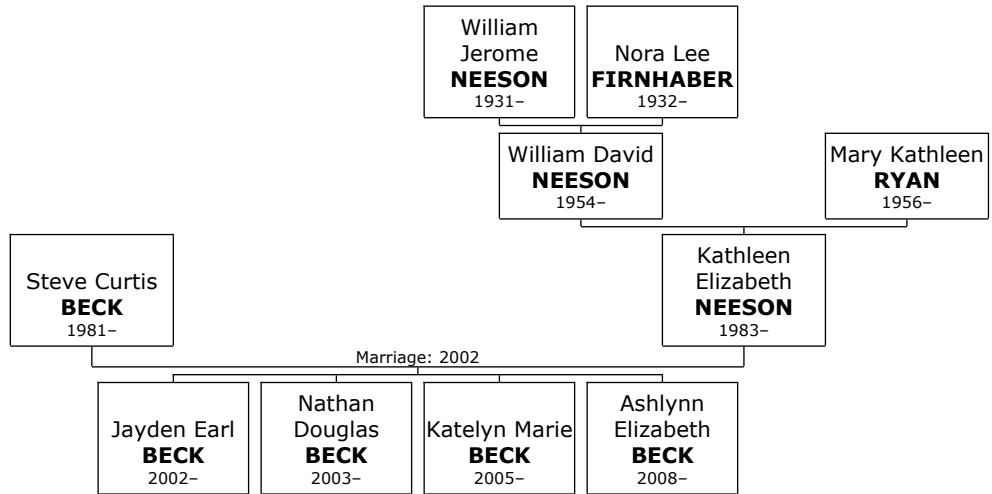 William
Jerome
NEESON
1931–
Nora Lee
FIRNHABER
1932–
William David
NEESON
1954–
Mary Kathleen
RYAN
1956–
Steve Curtis
BECK
1981–
Kathleen
Elizabeth
NEESON
1983–
Marriage: 2002
Jayden Earl
BECK
2002–
Nathan
Douglas
BECK
2003–
Katelyn Marie
BECK
2005–
Ashlynn
Elizabeth
BECK
2008–